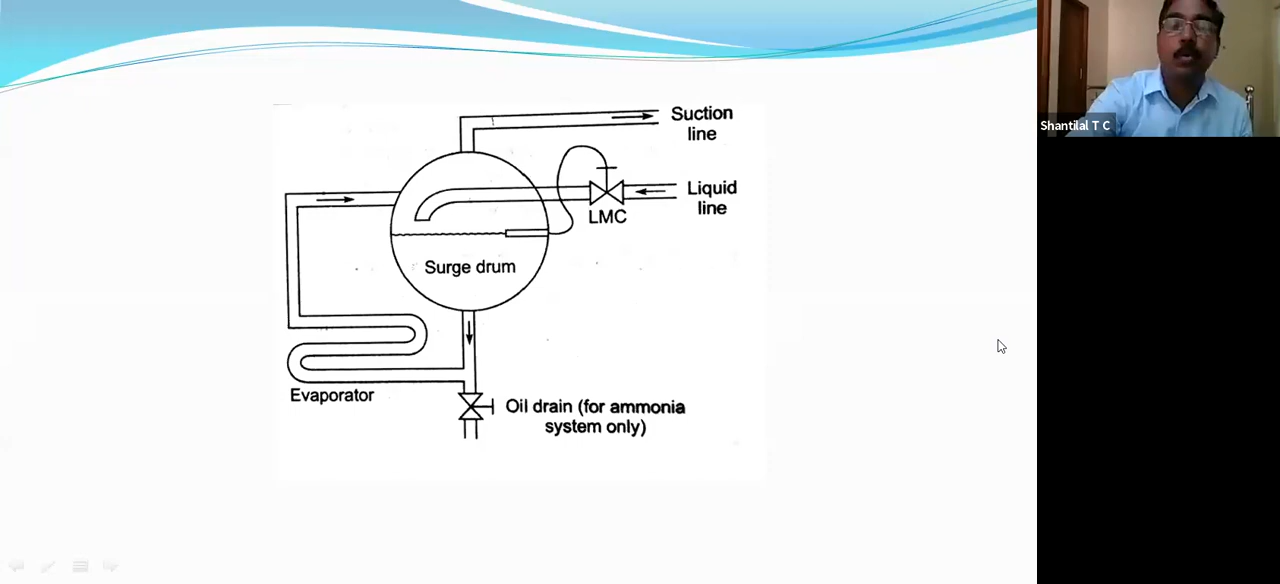 Suction
line
Shantilal T C
Liquid
line
LMC
Surge drum
Evaporator
Oil drain (for ammonia
system only)